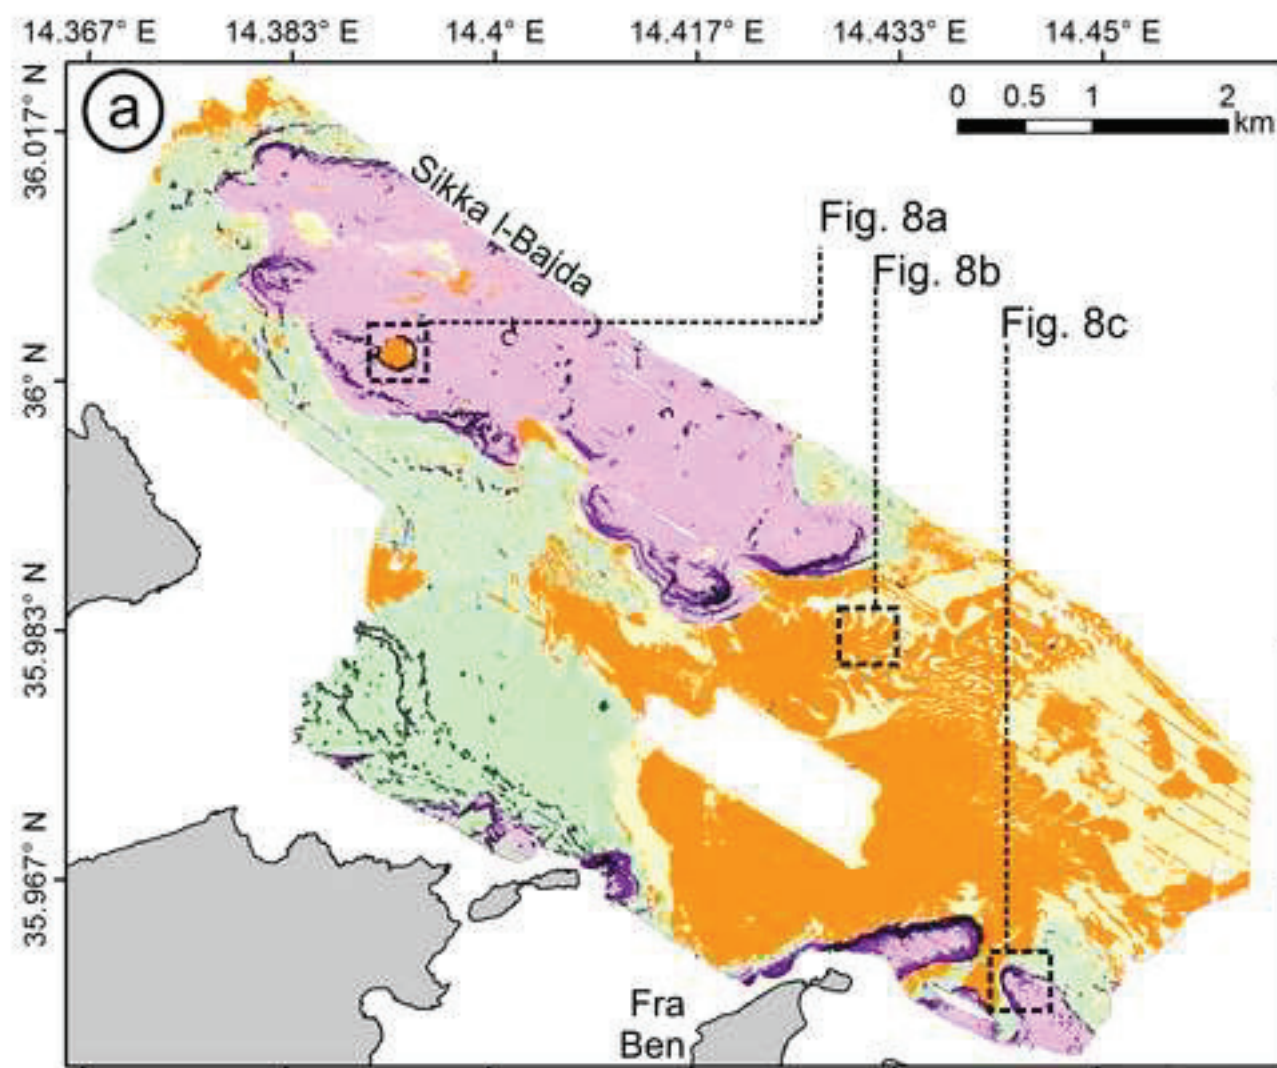 14.367° E 14.383° E 14.4° E 14.417° E 14.433° E 14.45° E
a
0 0.5 1 2
km
36.017° N
Sikka l-Bajda
Fig. 8a
Fig. 8b
Fig. 8c
36° N
35.983° N
35.967° N
Fra
Ben